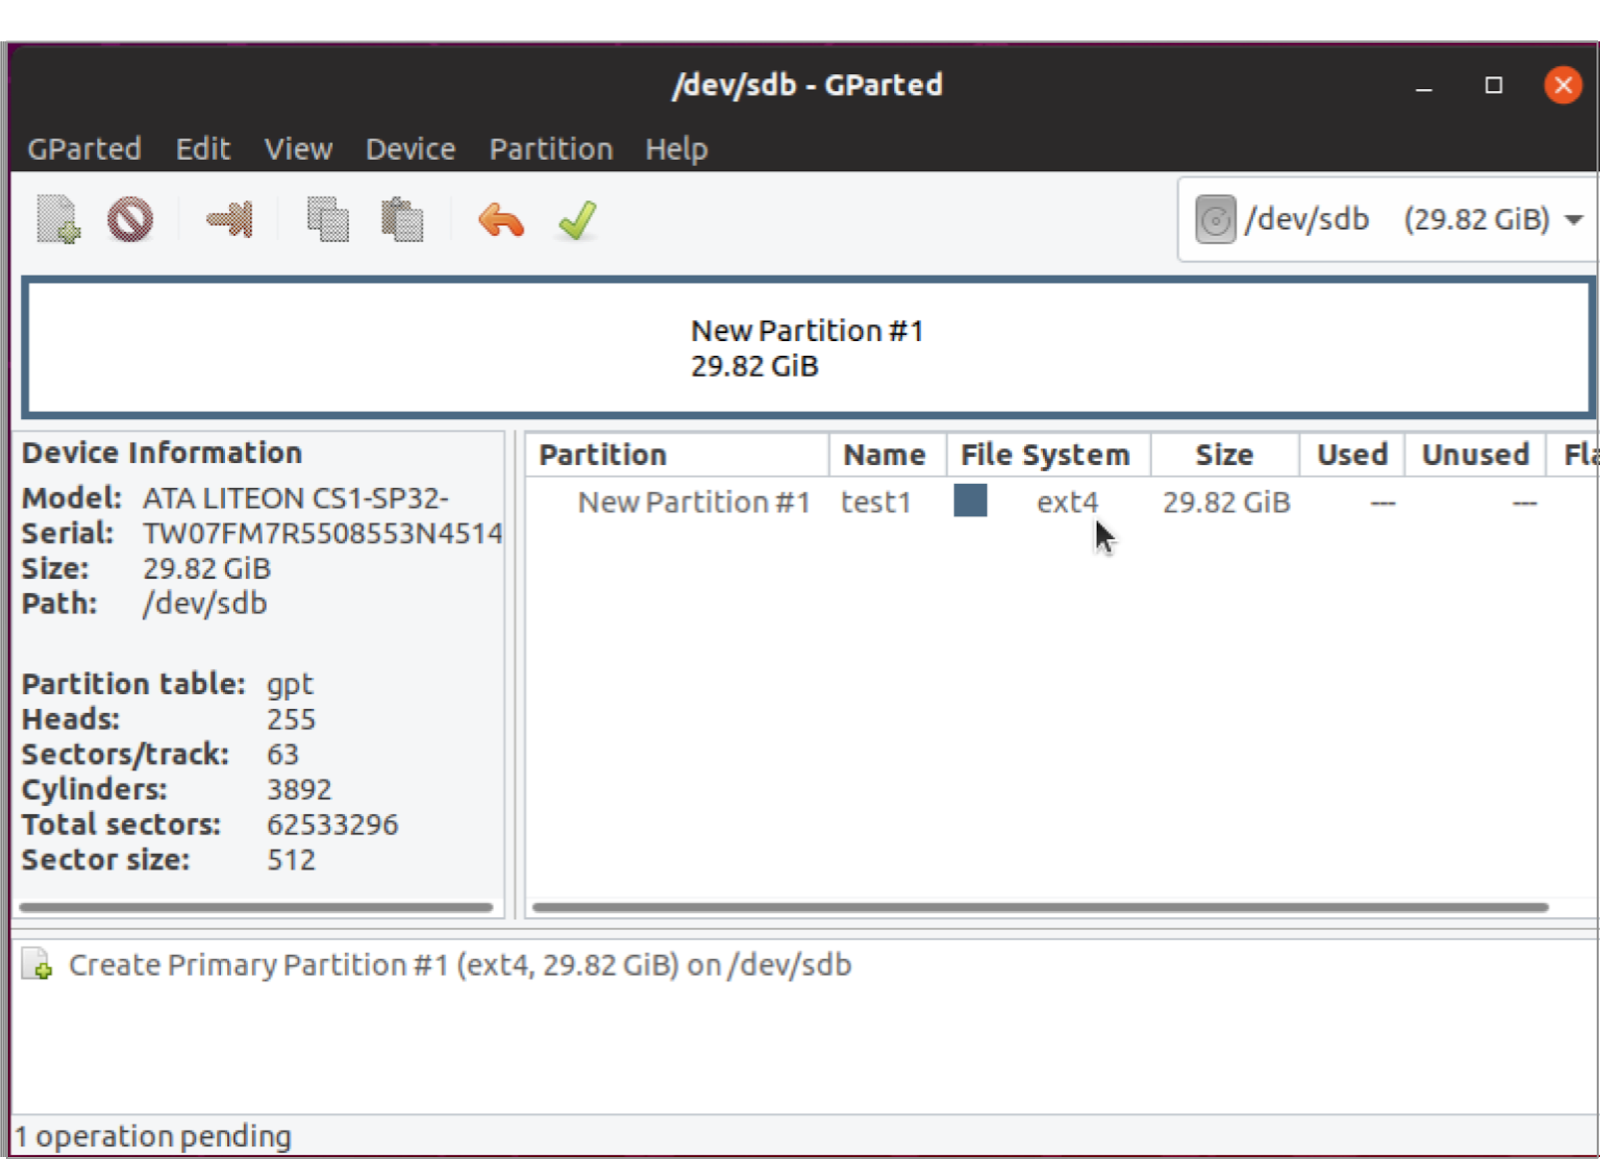 /dev/sdb - GParted
GParted Edit View Device Partition Help
/dev/sdb (29.82 GiB)
New Partition #1
29.82 GiB
Device Information
Model: ATA LITEON CS1-SP32-
Serial: TW07FM7R5508553N4514
Size: 29.82 GiB
Path: /dev/sdb
Partition table: gpt
Heads: 255
Sectors/track: 63
Cylinders: 3892
Total sectors: 62533296
Sector size: 512
Partition Name File System Size Used Unused
New Partition #1 test1 ext4 29.82 GiB --- ---
Create Primary Partition #1 (ext4, 29.82 GiB) on /dev/sdb
1 operation pending